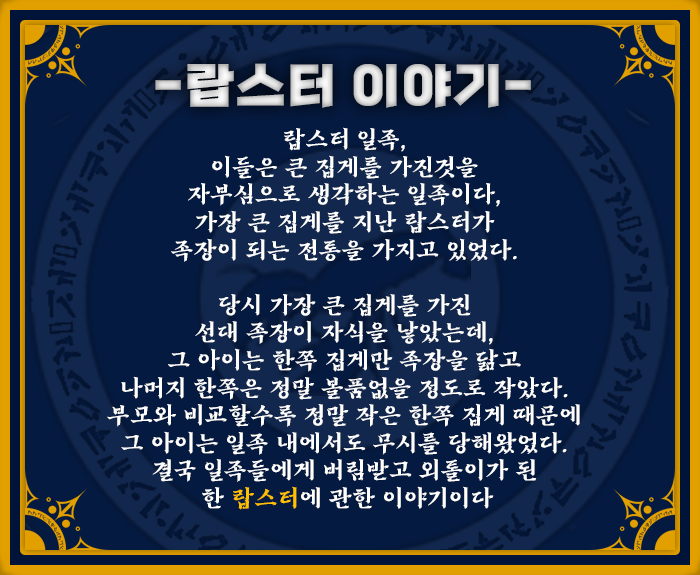 -랍스터 이야기-
랍스터 일족,
이들은 큰 집게를 가진것을
자부심으로 생각하는 일족이다,
가장 큰 집게를 지난 랍스터가
족장이 되는 전통을 가지고 있었다.
당시 가장 큰 집게를 가진
선대 족장이 자식을 낳았는데,
그 아이는 한쪽 집게만 족장을 닮고
나머지 한쪽은 정말 볼품없을 정도로 작았다.
부모와 비교할수록 정말 작은 한쪽 집게 때문에
그 아이는 일족 내에서도 무시를 당해왔었다.
결국 일족들에게 버림받고 외톨이가 된
한 랍스터에 관한 이야기이다